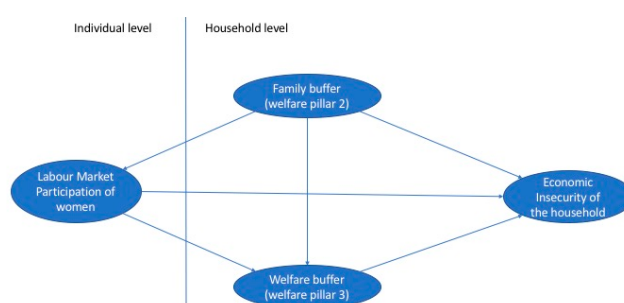 Individual level
Household level
Family buffer
(welfare pillar 2)
Labour Market
Participation of
women
Economic
Insecurity of
the household
Welfare buffer
(welfare pillar 3)